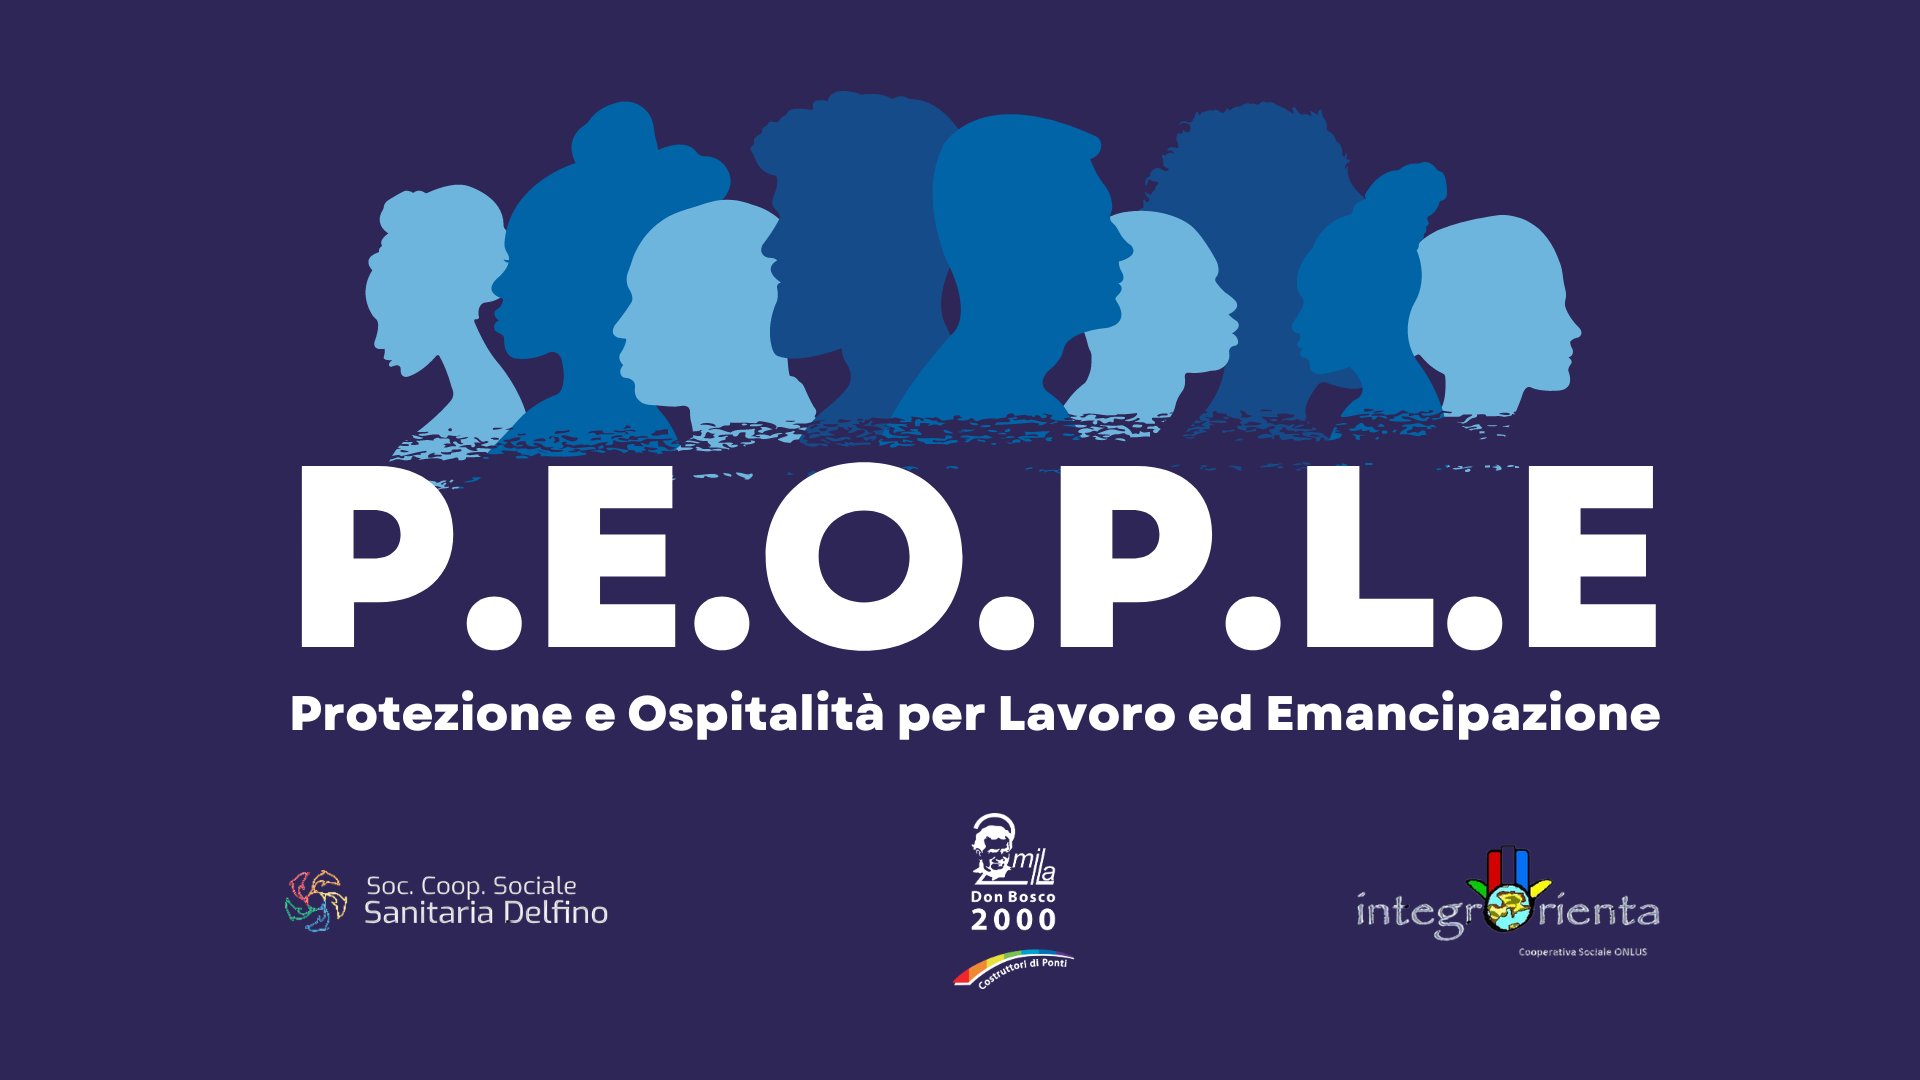 P.E.O.P.L.E
Protezione e Ospitalità per Lavoro ed Emancipazione
Soc. Coop. Sociale
Sanitaria Delfino
mila
Don Bosco
2000
Costruttori di Ponti
integrOrienta
Cooperativa Sociale ONLUS